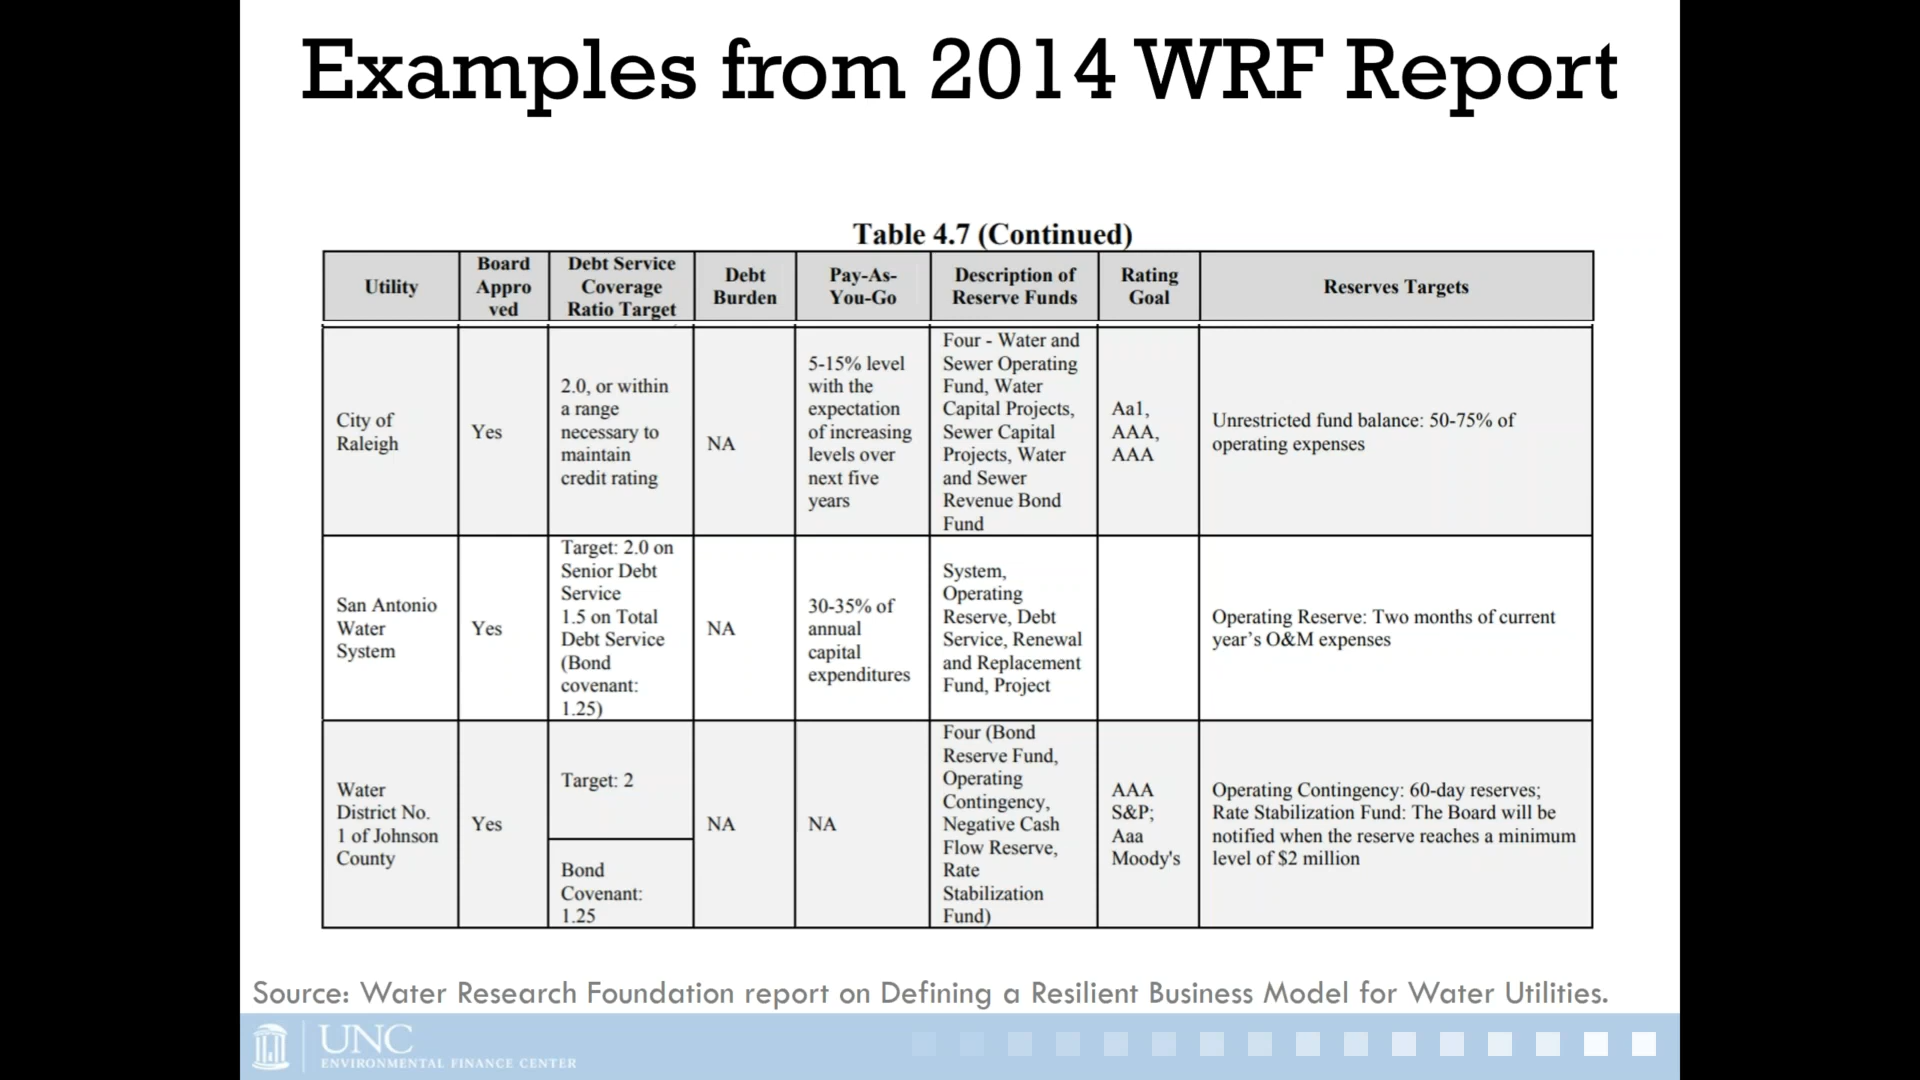 Examples from 2014 WRF Report
Table 4.7 (Continued)
Utility
Board
Appro
ved
Debt Service
Coverage
Ratio Target
Debt
Burden
Pay-As-
You-Go
Description of
Reserve Funds
Rating
Goal
Reserves Targets
City of
Raleigh
Yes
2.0, or within
a range
necessary to
maintain
credit rating
NA
5-15% level
with the
expectation
of increasing
levels over
next five
years
Four - Water and
Sewer Operating
Fund, Water
Capital Projects,
Sewer Capital
Projects, Water
and Sewer
Revenue Bond
Fund
Aa1,
AAA,
AAA
Unrestricted fund balance: 50-75% of
operating expenses
San Antonio
Water
System
Yes
Target: 2.0 on
Senior Debt
Service
1.5 on Total
Debt Service
(Bond
covenant:
1.25)
NA
30-35% of
annual
capital
expenditures
System,
Operating
Reserve, Debt
Service, Renewal
and Replacement
Fund, Project
Operating Reserve: Two months of current
year's O&M expenses
Water
District No.
1 of Johnson
County
Yes
Target: 2
Bond
Covenant:
1.25
NA
NA
Four (Bond
Reserve Fund,
Operating
Contingency,
Negative Cash
Flow Reserve,
Rate
Stabilization
Fund)
AAA
S&P;
Aaa
Moody's
Operating Contingency: 60-day reserves;
Rate Stabilization Fund: The Board will be
notified when the reserve reaches a minimum
level of $2 million
Source: Water Research Foundation report on Defining a Resilient Business Model for Water Utilities.
UNC
ENVIRONMENTAL FINANCE CENTER